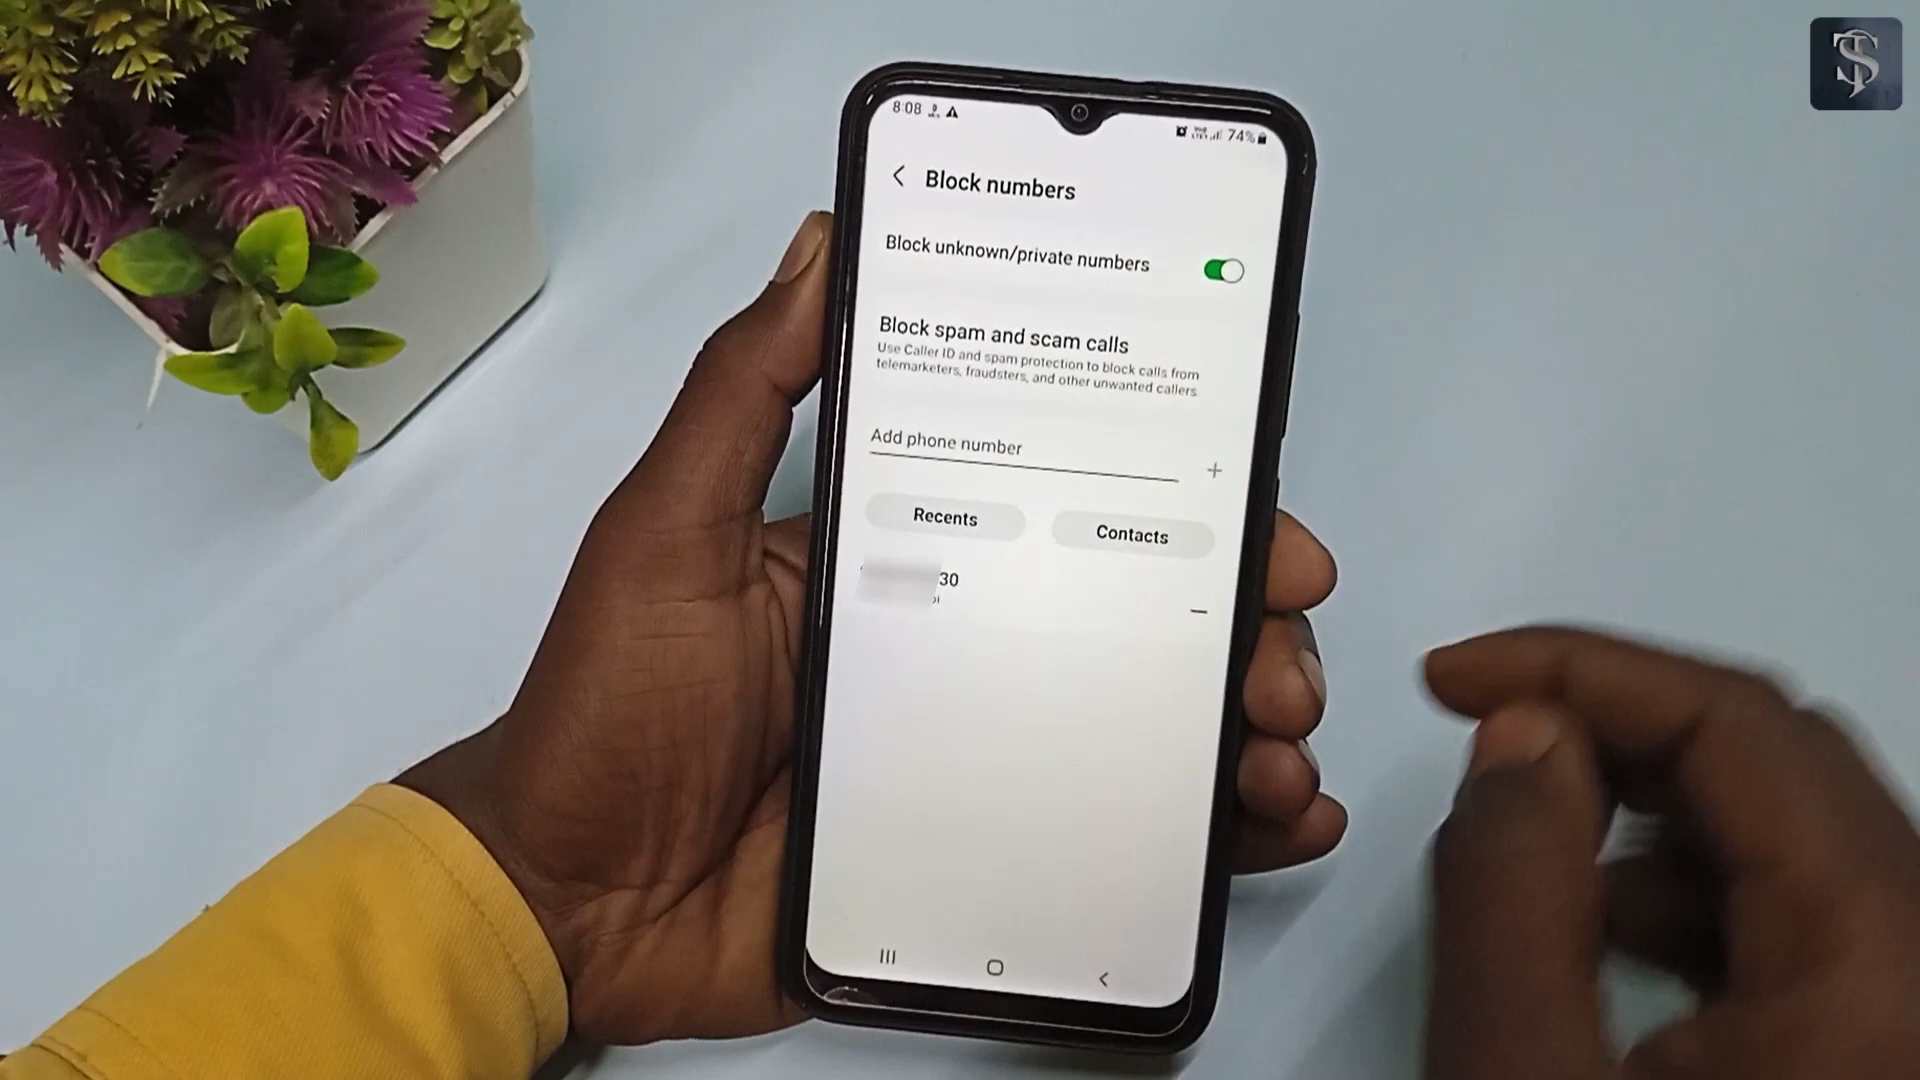 8:08
74%
Block numbers
Block unknown/private numbers
Block spam and scam calls
Use Caller ID and spam protection to block calls from
telemarketers, fraudsters, and other unwanted callers.
Add phone number
Recents
Contacts
30